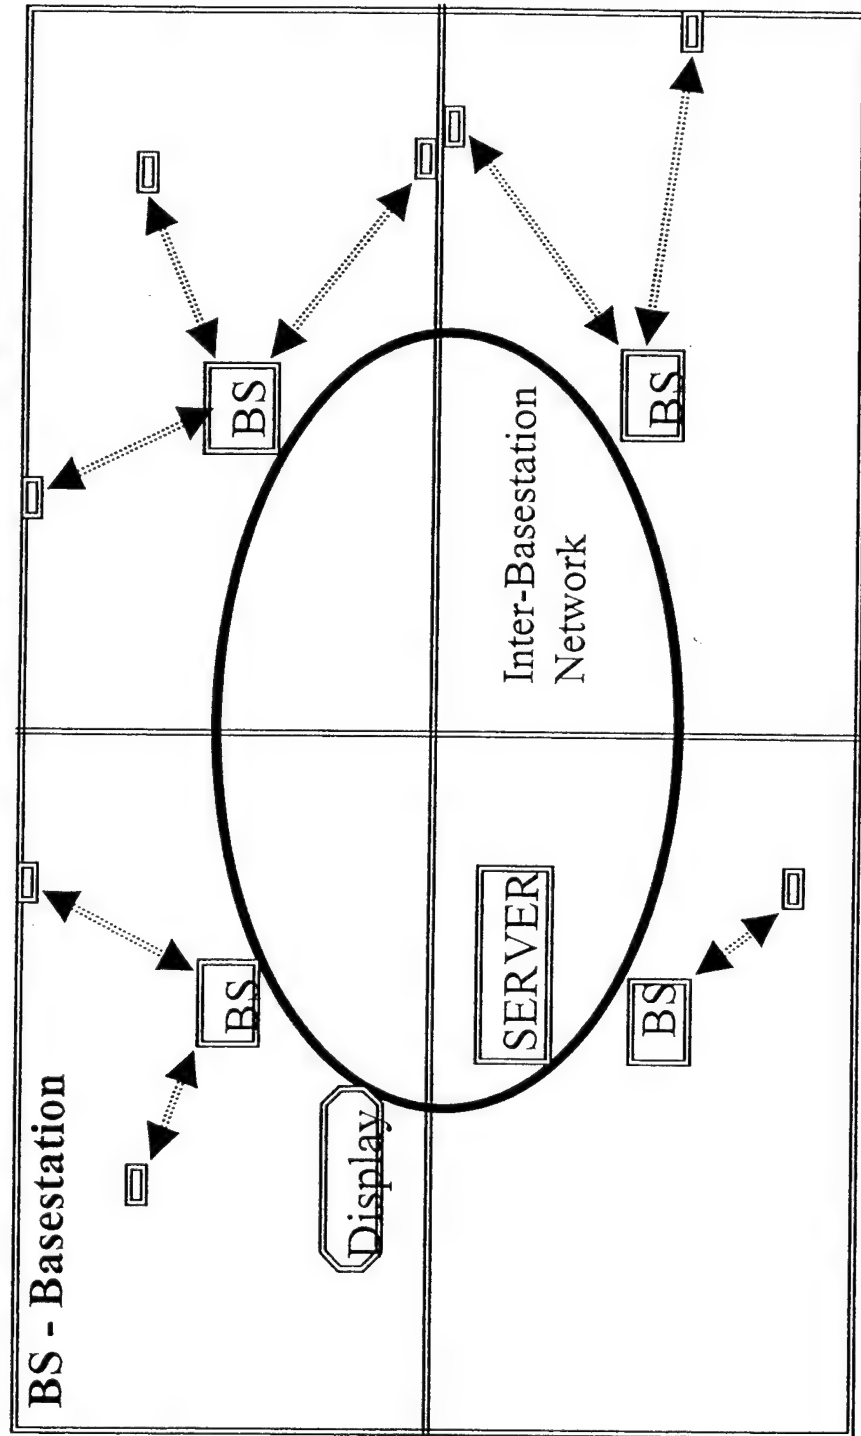 BS - Basestation
BS
BS
Display
SERVER
Inter-Basestation
Network
BS
BS